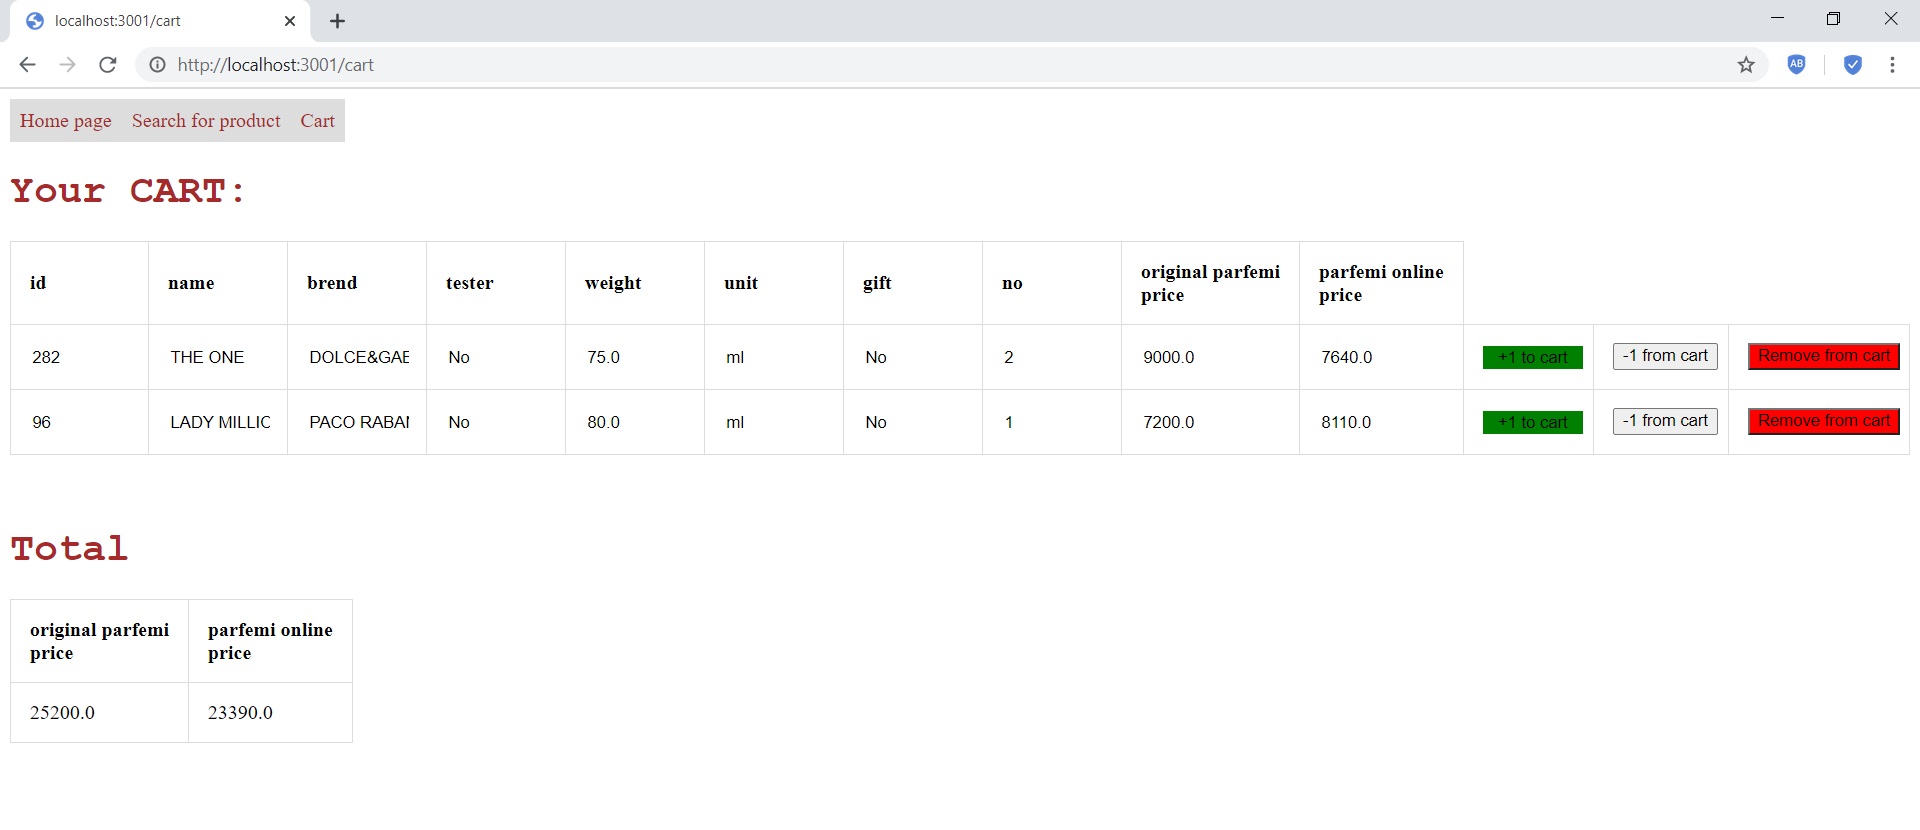 localhost:3001/cart
http://localhost:3001/cart
AB
Home page Search for product Cart
Your CART:
id name brend tester weight unit gift no original parfemi price parfemi online price
282 THE ONE DOLCE&GAB No 75.0 ml No 2 9000.0 7640.0 +1 to cart -1 from cart Remove from cart
96 LADY MILLIC PACO RABAN No 80.0 ml No 1 7200.0 8110.0 +1 to cart -1 from cart Remove from cart
Total
original parfemi price parfemi online price
25200.0 23390.0